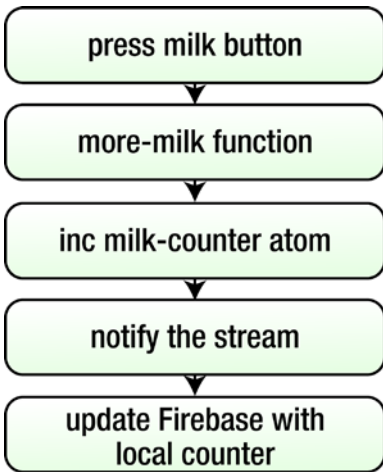 press milk button
more-milk function
inc milk-counter atom
notify the stream
update Firebase with
local counter